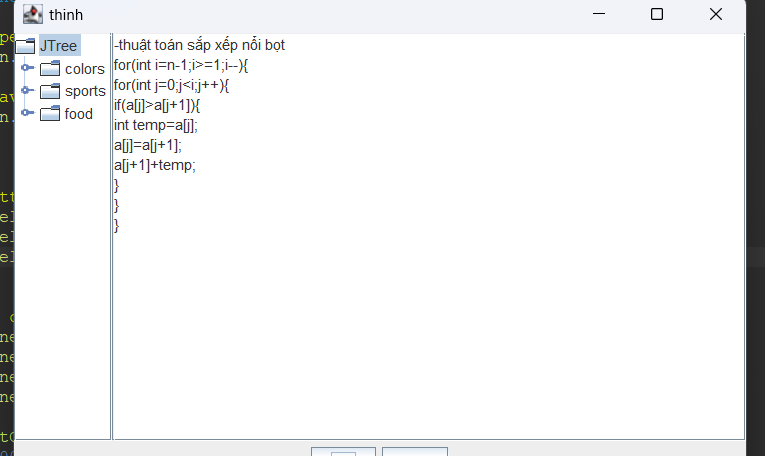 thinh
JTree
colors
sports
food
-thuật toán sắp xếp nổi bọt
for(int i=n-1;i>=1;i--){
for(int j=0;j<i;j++){
if(a[j]>a[j+1]){
int temp=a[j];
a[j]=a[j+1];
a[j+1]+temp;
}
}
}